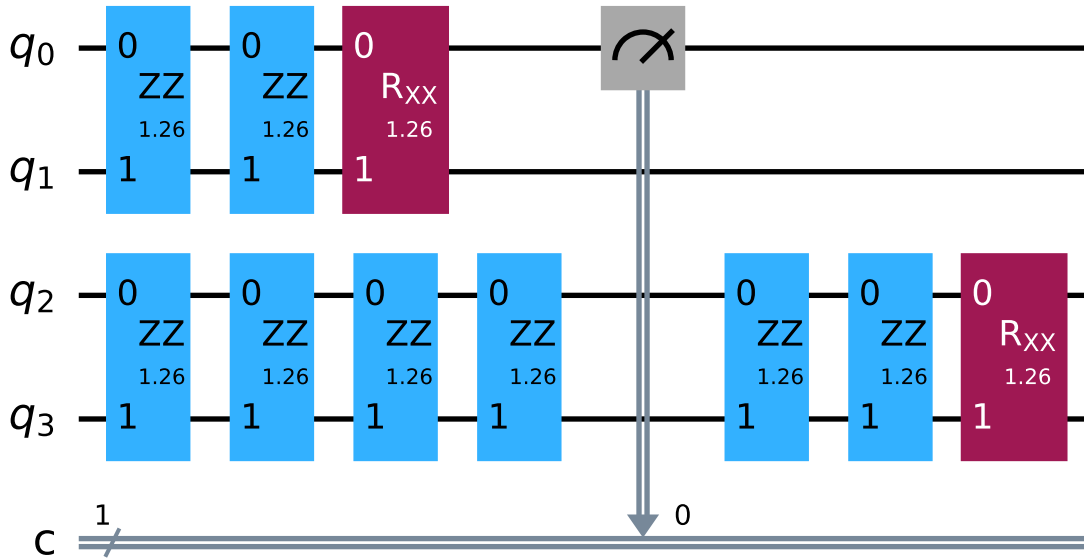 q0 0 0 0
ZZ ZZ RXX
1.26 1.26 1.26
q1 1 1 1
q2 0 0 0 0 0 0 0
ZZ ZZ ZZ ZZ ZZ ZZ RXX
1.26 1.26 1.26 1.26 1.26 1.26 1.26
q3 1 1 1 1 1 1 1
1 0
c